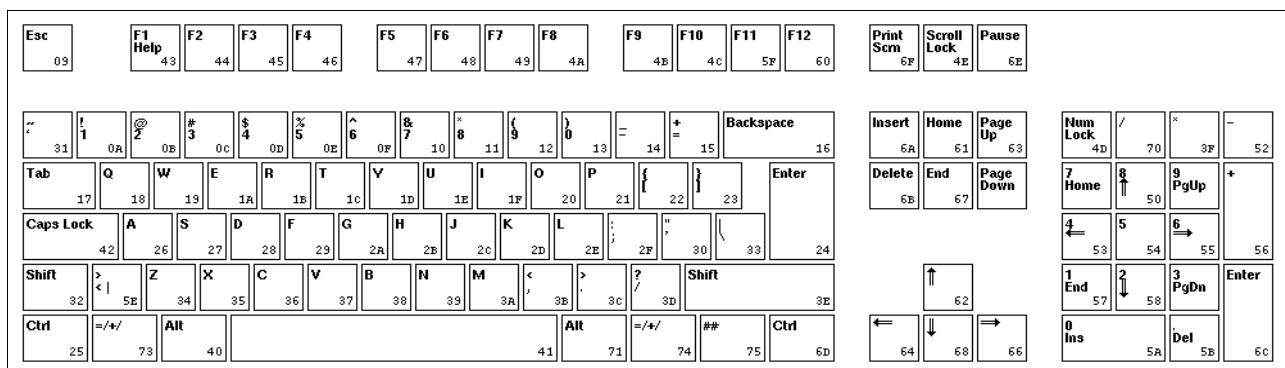 Esc F1 F2 F3 F4 F5 F6 F7 F8 F9 F10 F11 F12 Print Scroll Pause
Help Scrn Lock
09 43 44 45 46 47 48 49 4A 4B 4C 5F 60 6F 4E 6E
~ ! @ # $ % ^ & * ( ) _ + Backspace Insert Home Page Num / * -
` 1 2 3 4 5 6 7 8 9 0 - = Up Lock
31 0A 0B 0C 0D 0E 0F 10 11 12 13 14 15 16 6A 61 63 4D 70 3F 52
Tab Q W E R T Y U I O P { } Enter Delete End Page 7 8 9 +
[ ] Down Home ⇑ PgUp
17 18 19 1A 1B 1C 1D 1E 1F 20 21 22 23 6B 67 50
Caps Lock A S D F G H J K L : " | 4 5 6
; ' \ ⇐ ⇒
42 26 27 28 29 2A 2B 2C 2D 2E 2F 30 33 24 53 54 55 56
Shift > Z X C V B N M < > ? Shift ⇑ 1 2 3 Enter
< | , . / End ⇓ PgDn
32 5E 34 35 36 37 38 39 3A 3B 3C 3D 3E 62 57 58
Ctrl =/+/ Alt Alt =/+/ ## Ctrl ⇐ ⇓ ⇒ 0 .
Ins Del
25 73 40 41 71 74 75 6D 64 68 66 5A 5B 6C